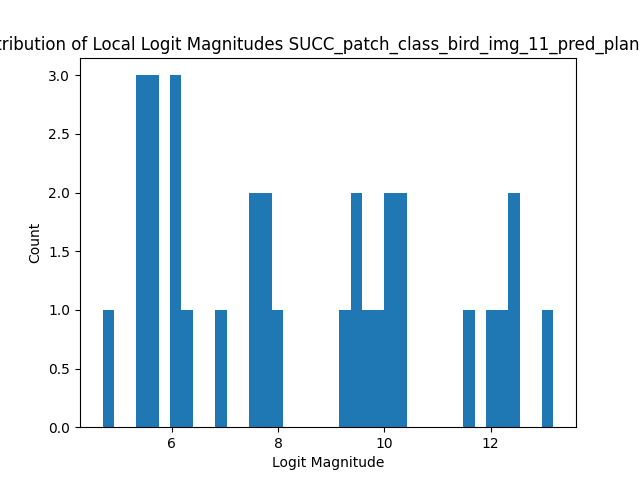 tribution of Local Logit Magnitudes SUCC_patch_class_bird_img_11_pred_plan
3.0
2.5
2.0
1.5
1.0
0.5
0.0
Count
6 8 10 12
Logit Magnitude